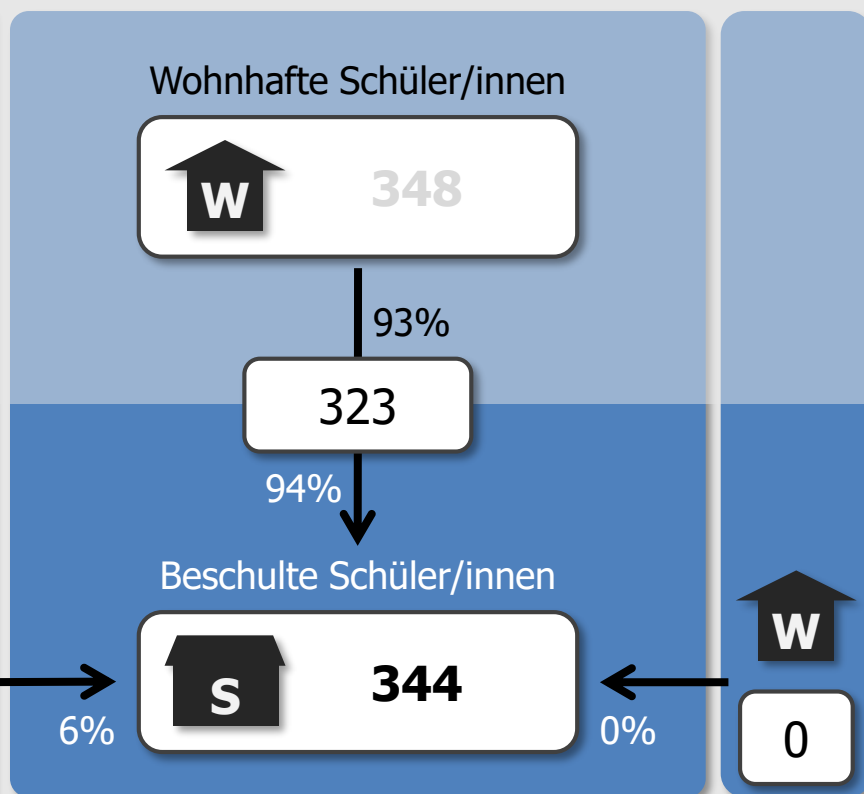 Wohnhafte Schüler/innen
W
348
93%
323
94%
Beschulte Schüler/innen
S
344
6%
0%
W
0